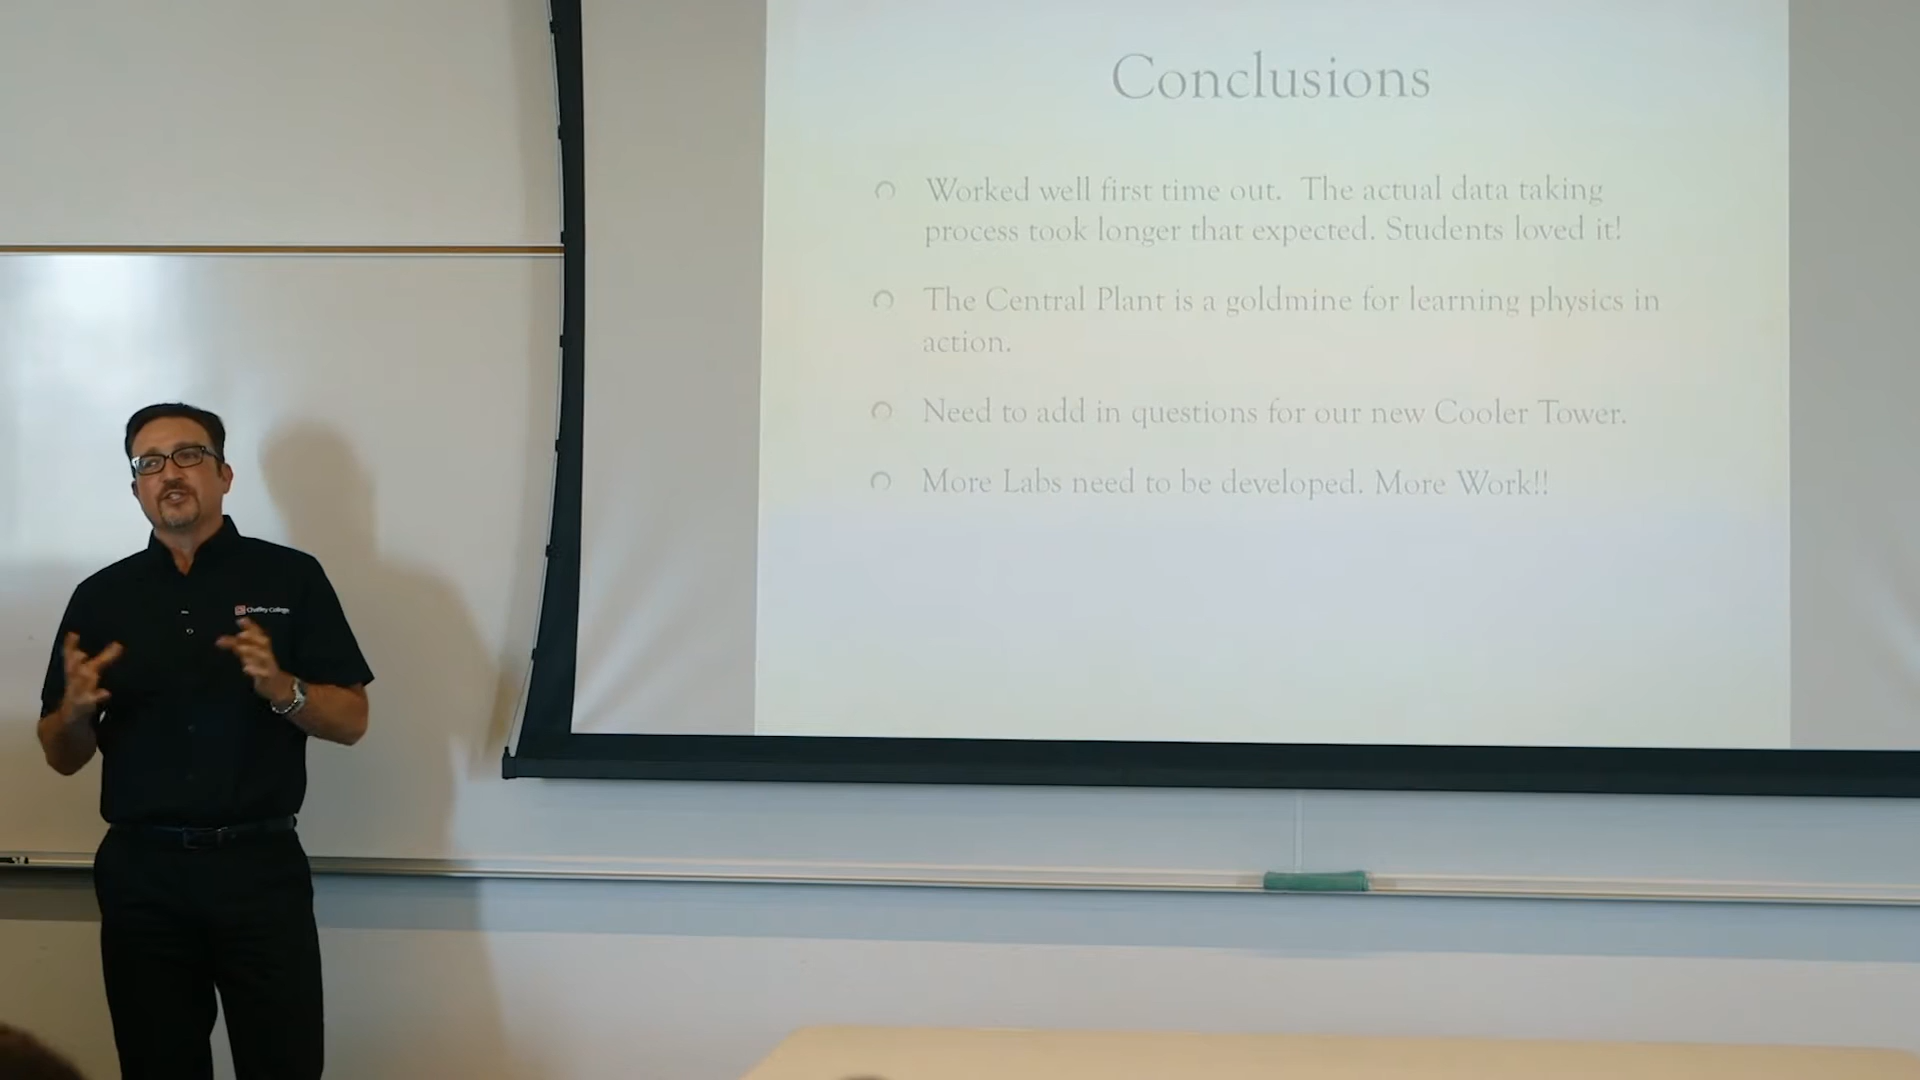 Conclusions
Worked well first time out. The actual data taking
process took longer that expected. Students loved it!
The Central Plant is a goldmine for learning physics in
action.
Need to add in questions for our new Cooler Tower.
More Labs need to be developed. More Work!!
Chaffey College